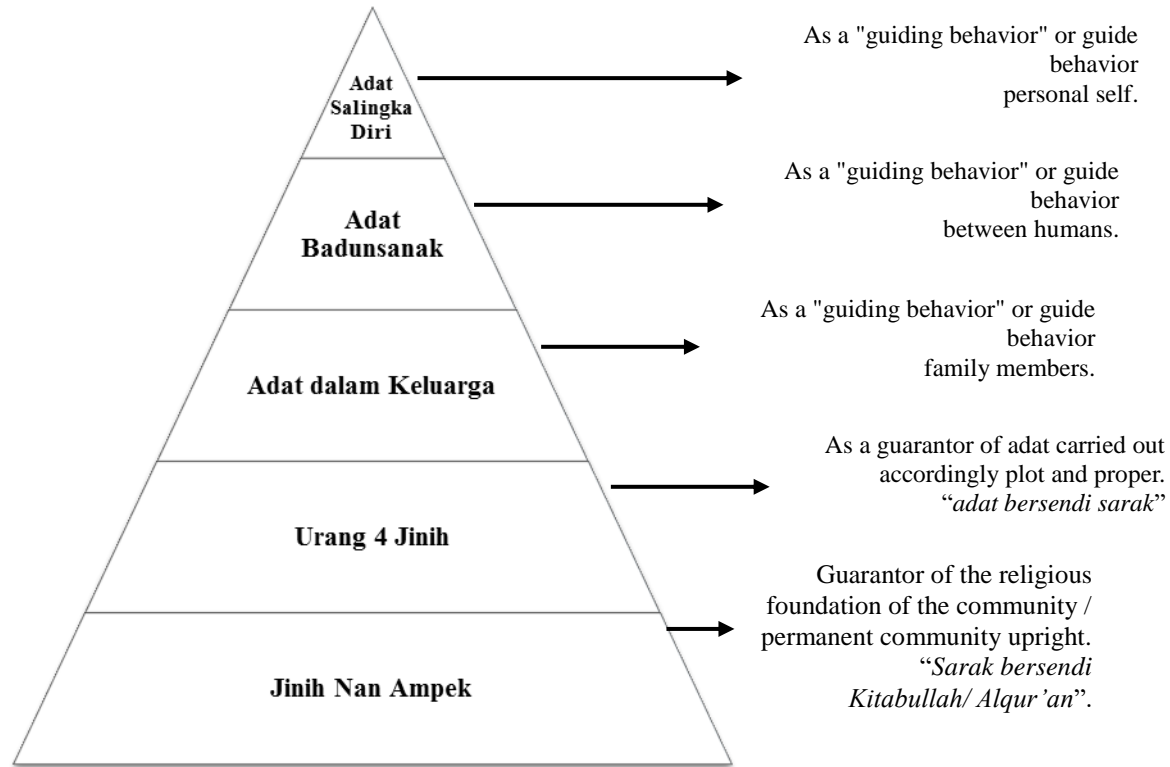 Adat
Salingka
Diri
As a "guiding behavior" or guide
behavior
personal self.
Adat
Badunsanak
As a "guiding behavior" or guide
behavior
between humans.
Adat dalam Keluarga
As a "guiding behavior" or guide
behavior
family members.
Urang 4 Jinih
As a guarantor of adat carried out
accordingly plot and proper.
“adat bersendi sarak”
Jinih Nan Ampek
Guarantor of the religious
foundation of the community /
permanent community upright.
“Sarak bersendi
Kitabullah/ Alqur’an”.